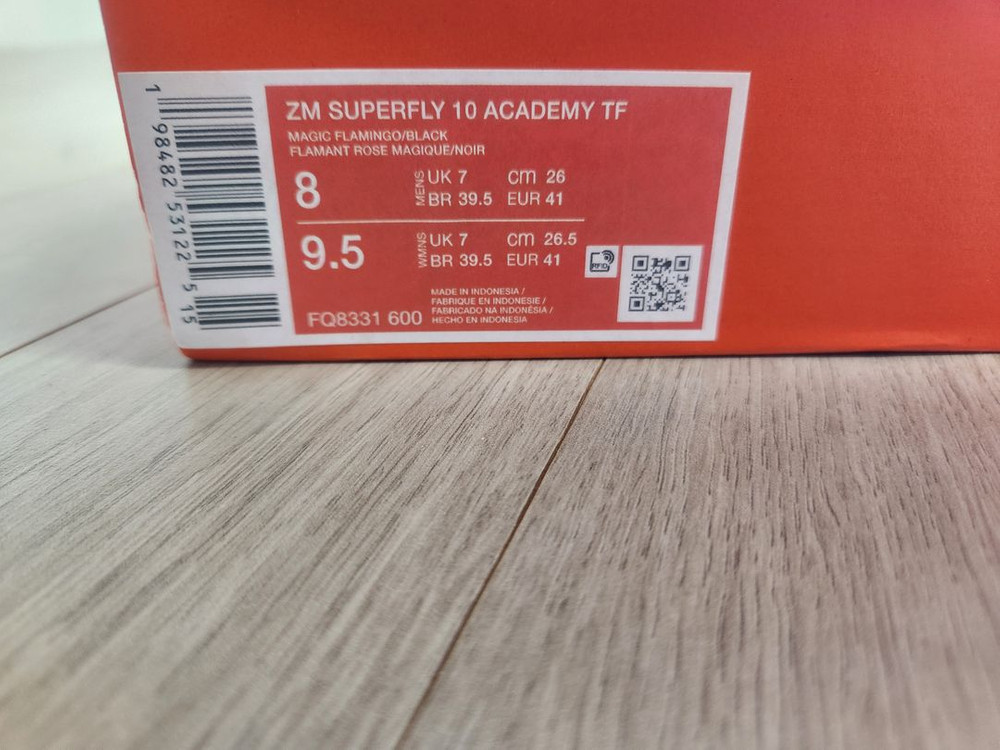 ZM SUPERFLY 10 ACADEMY TF
MAGIC FLAMINGO/BLACK
FLAMANT ROSE MAGIQUE/NOIR
8 MENS UK 7 cm 26
BR 39.5 EUR 41
9.5 WMNS UK 7 cm 26.5
BR 39.5 EUR 41
RFID
MADE IN INDONESIA /
FABRIQUE EN INDONESIE /
FABRICADO NA INDONÉSIA /
HECHO EN INDONESIA
FQ8331 600
1 98482 53122 5 15